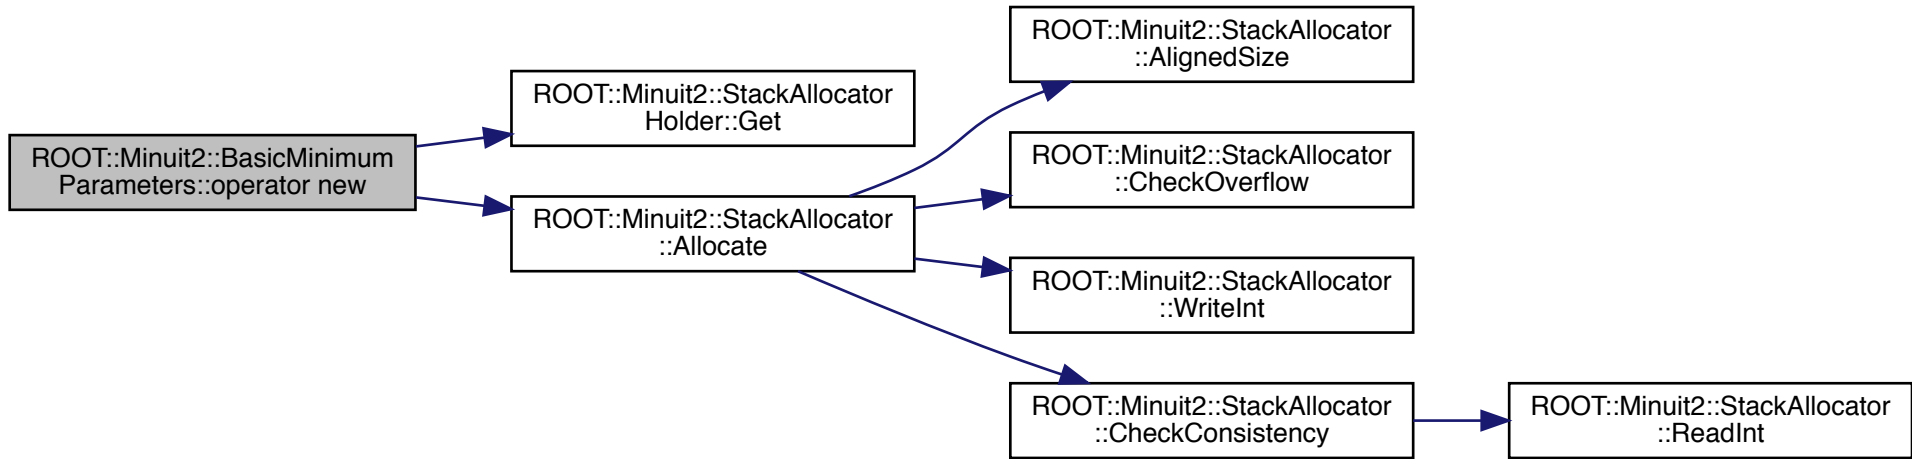 ROOT::Minuit2::BasicMinimum
Parameters::operator new
ROOT::Minuit2::StackAllocator
Holder::Get
ROOT::Minuit2::StackAllocator
::Allocate
ROOT::Minuit2::StackAllocator
::AlignedSize
ROOT::Minuit2::StackAllocator
::CheckOverflow
ROOT::Minuit2::StackAllocator
::WriteInt
ROOT::Minuit2::StackAllocator
::CheckConsistency
ROOT::Minuit2::StackAllocator
::ReadInt